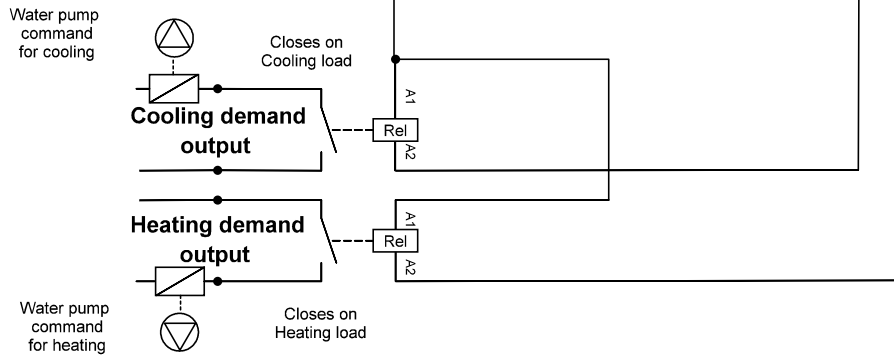 Water pump
command
for cooling
Closes on
Cooling load
A1
Cooling demand
output
Rel
A2
Heating demand
output
A1
Rel
A2
Water pump
command
for heating
Closes on
Heating load